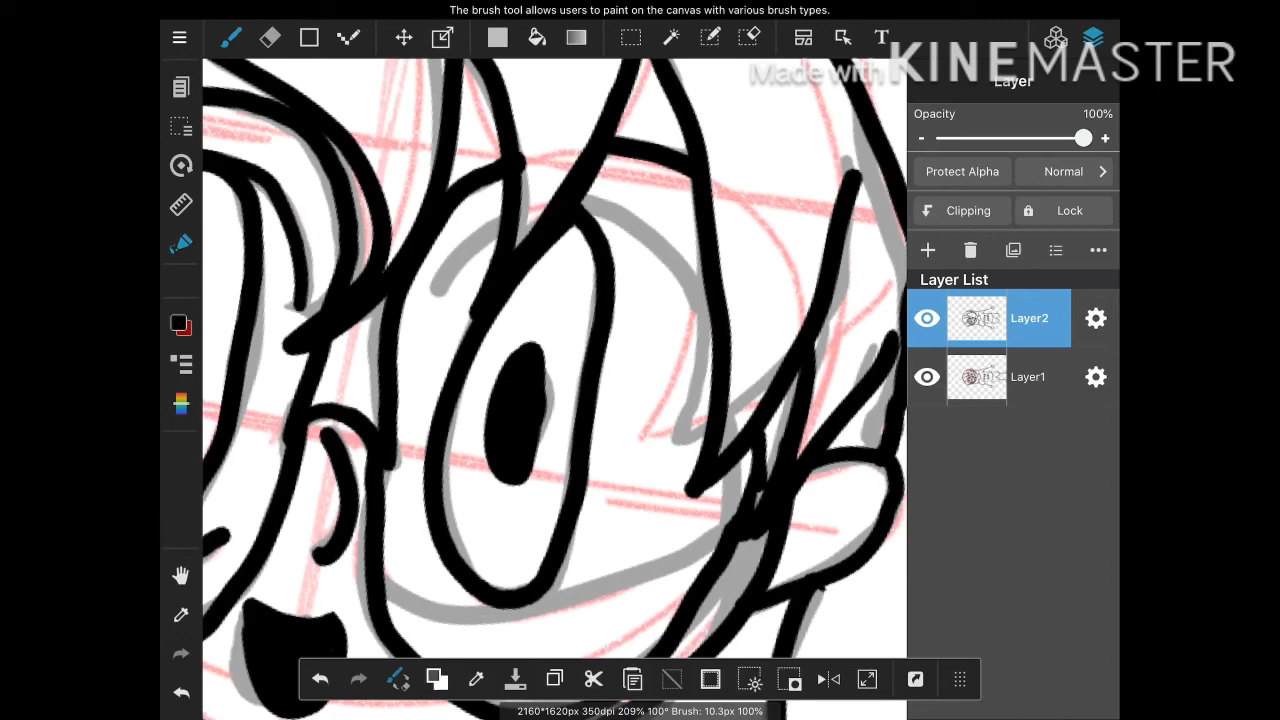 The brush tool allows users to paint on the canvas with various brush types.
T
Made with KINEMASTER
Layer
Opacity 100%
- +
Protect Alpha Normal
Clipping Lock
Layer List
Layer2
Layer1
2160*1620px 350dpi 209% 100° Brush: 10.3px 100%